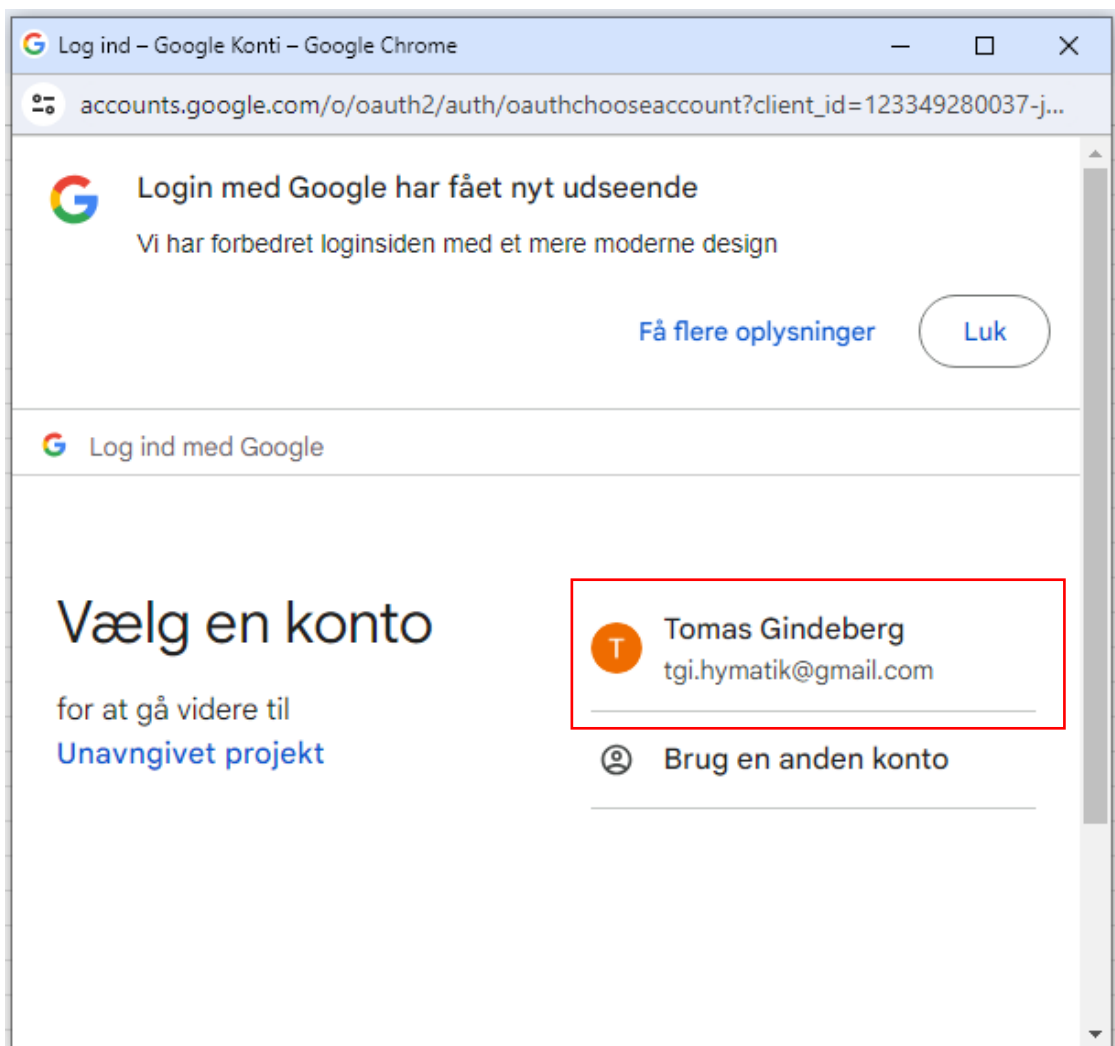 Log ind – Google Konti – Google Chrome
accounts.google.com/o/oauth2/auth/oauthchooseaccount?client_id=123349280037-j...
Login med Google har fået nyt udseende
Vi har forbedret loginsiden med et mere moderne design
Få flere oplysninger
Luk
Log ind med Google
Vælg en konto
for at gå videre til
Unavngivet projekt
T
Tomas Gindeberg
tgi.hymatik@gmail.com
Brug en anden konto